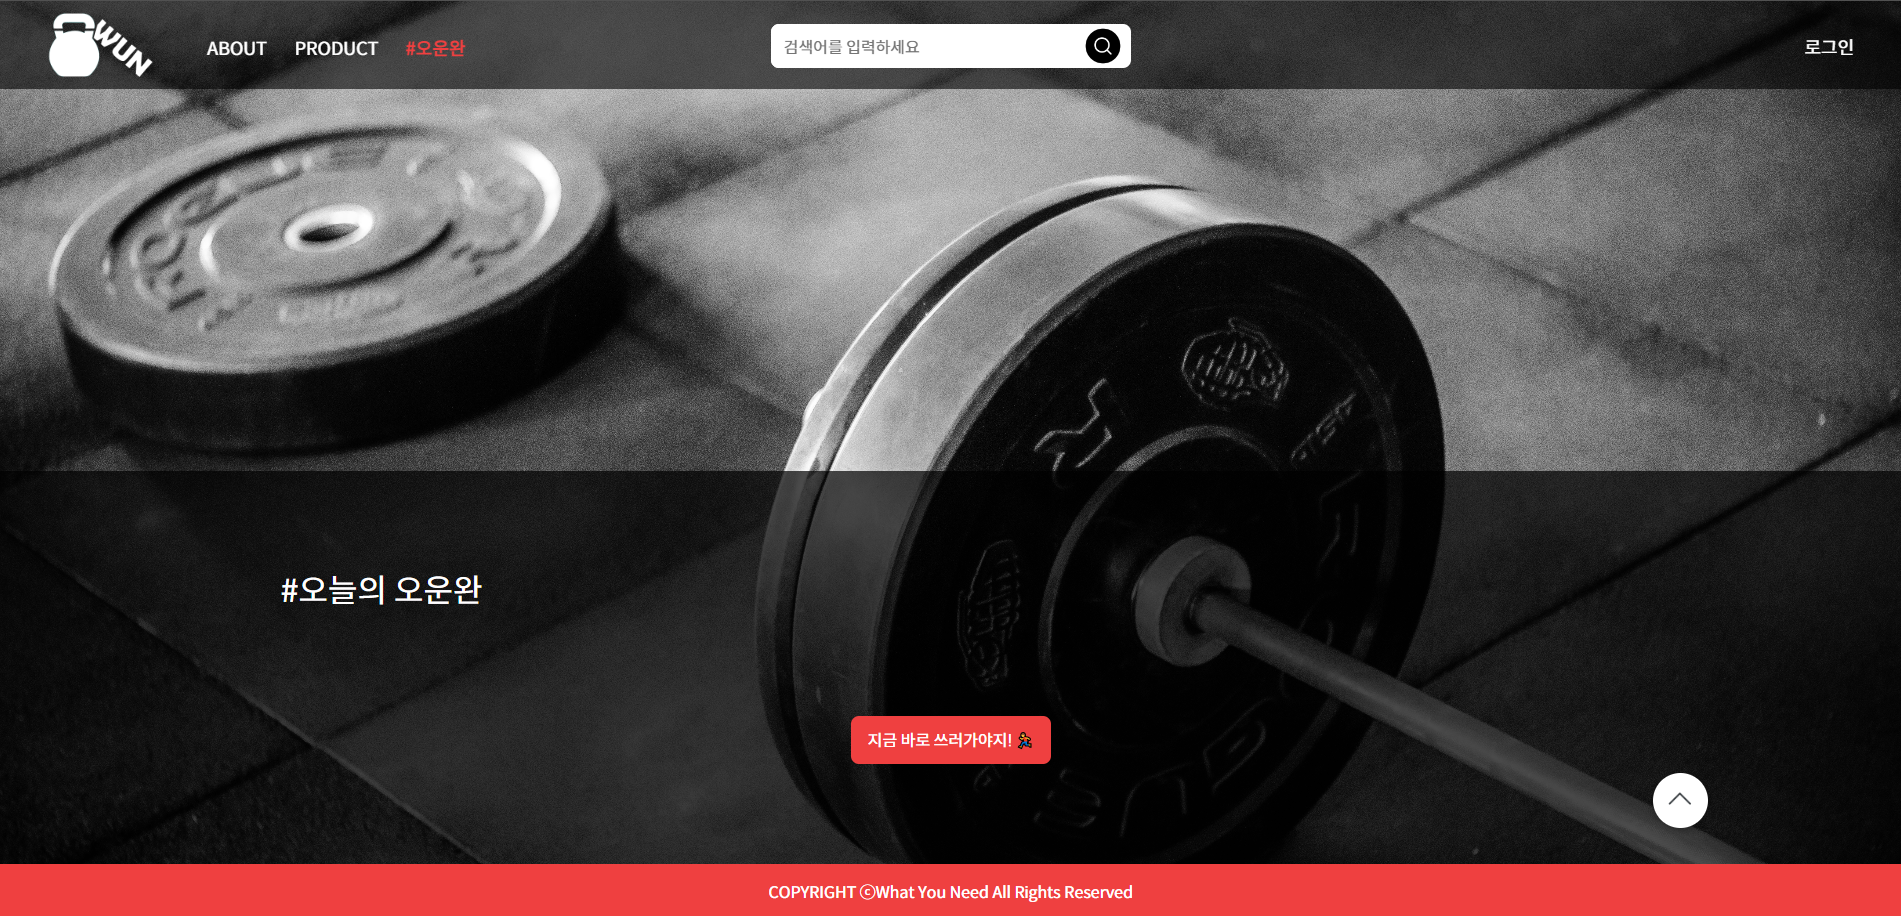 WUN
ABOUT PRODUCT #오운완
검색어를 입력하세요
로그인
#오늘의 오운완
지금 바로 쓰러가야지! 🏃
COPYRIGHT ⓒWhat You Need All Rights Reserved